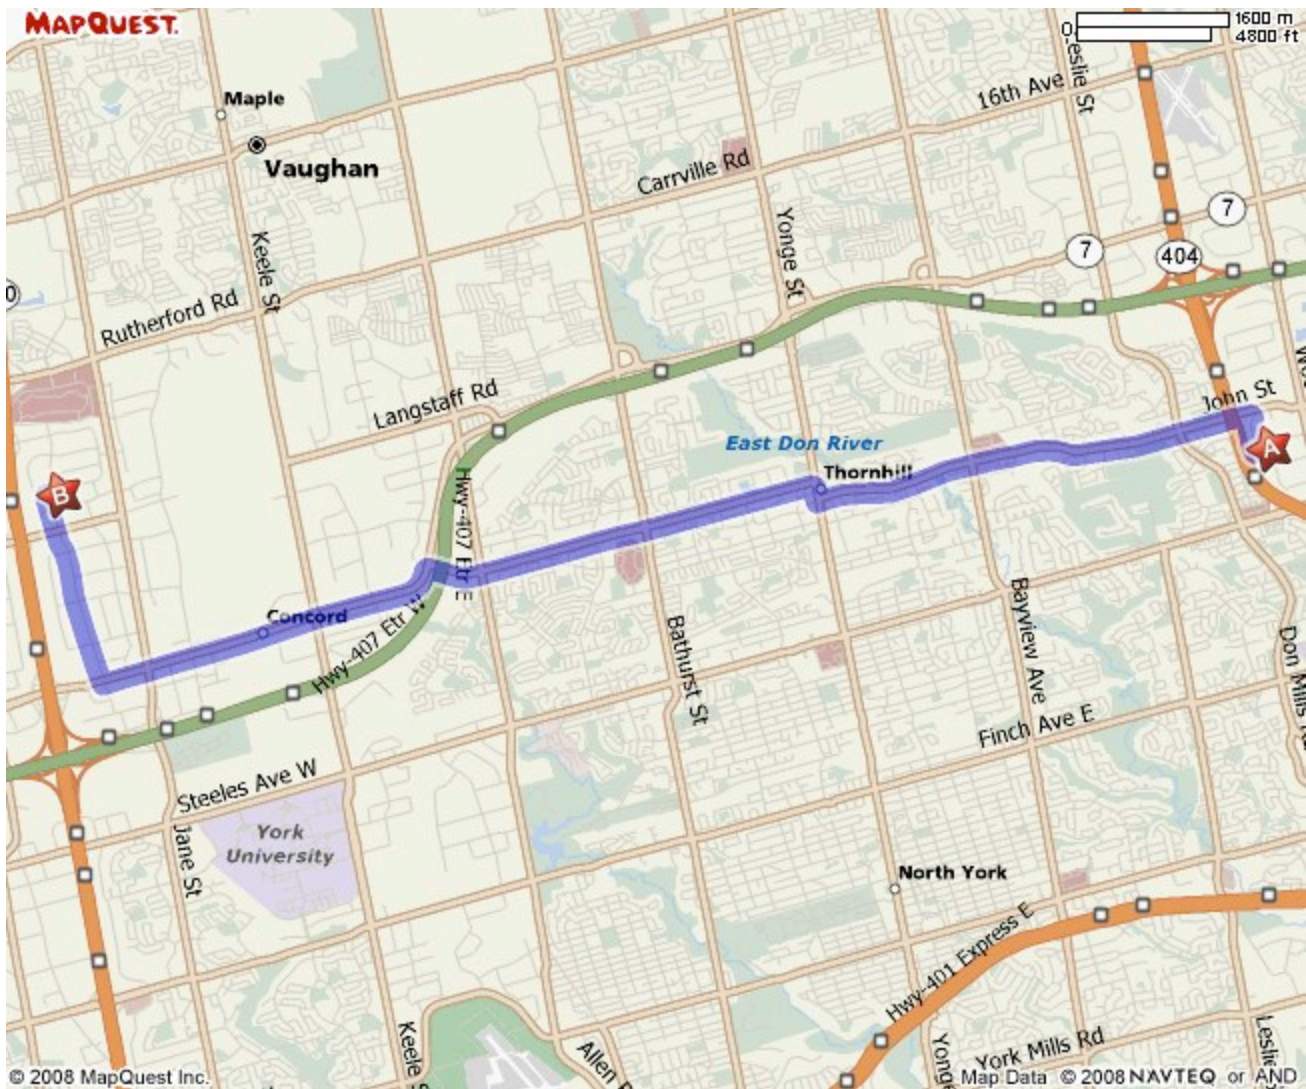 MAPQUEST.
1600 m
4800 ft
0
Leslie St
16th Ave
Maple
Vaughan
Carrville Rd
Keele St
Yonge St
7
7
404
0
Rutherford Rd
Langstaff Rd
John St
A
East Don River
Thornhill
B
Hwy-407 Etr E
Concord
Hwy-407 Etr W
Bathurst St
Bayview Ave
Don Mills
Finch Ave E
Steeles Ave W
York
University
Jane St
North York
Hwy-401 Express E
Keele S
Allen R
Yonge
York Mills Rd
Leslie
© 2008 MapQuest Inc.
Map Data © 2008 NAVTEQ or AND